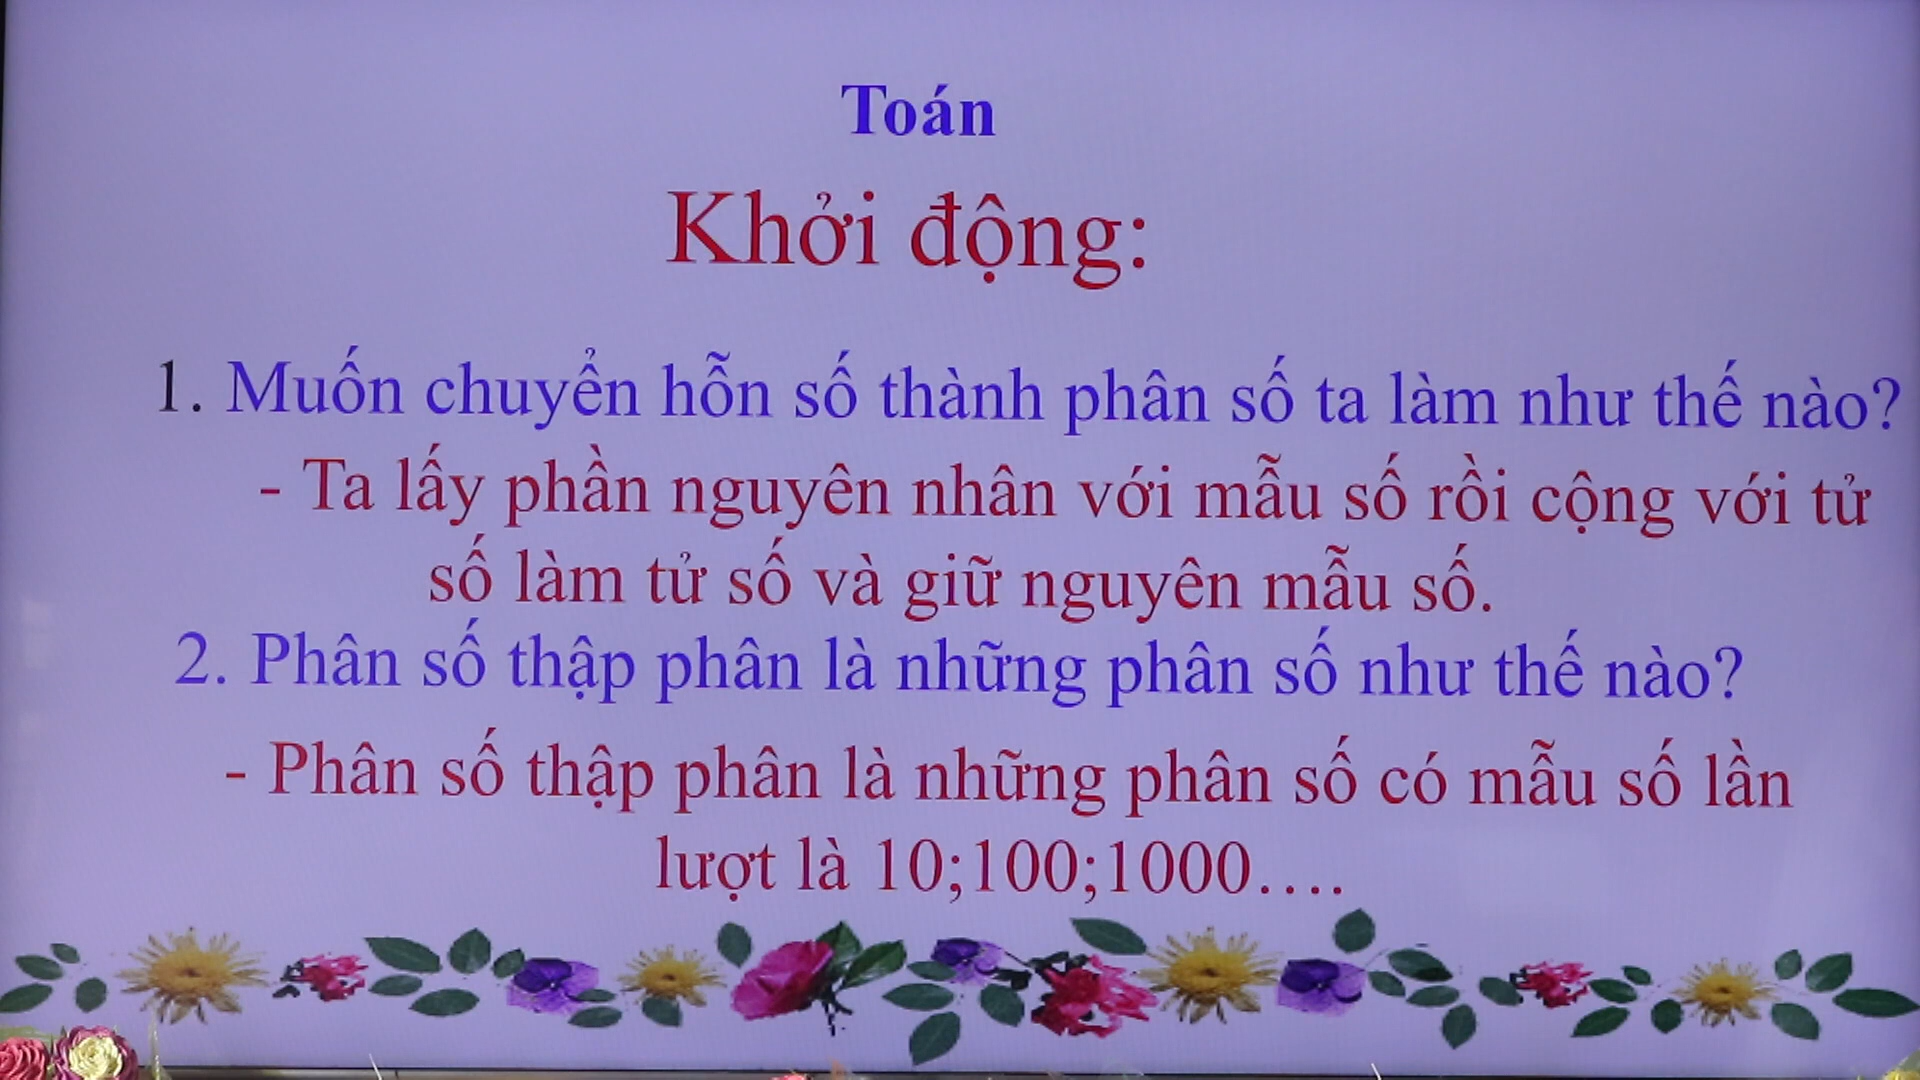 Toán
Khởi động:
1. Muốn chuyển hỗn số thành phân số ta làm như thế nào?
- Ta lấy phần nguyên nhân với mẫu số rồi cộng với tử
số làm tử số và giữ nguyên mẫu số.
2. Phân số thập phân là những phân số như thế nào?
- Phân số thập phân là những phân số có mẫu số lần
lượt là 10;100;1000….